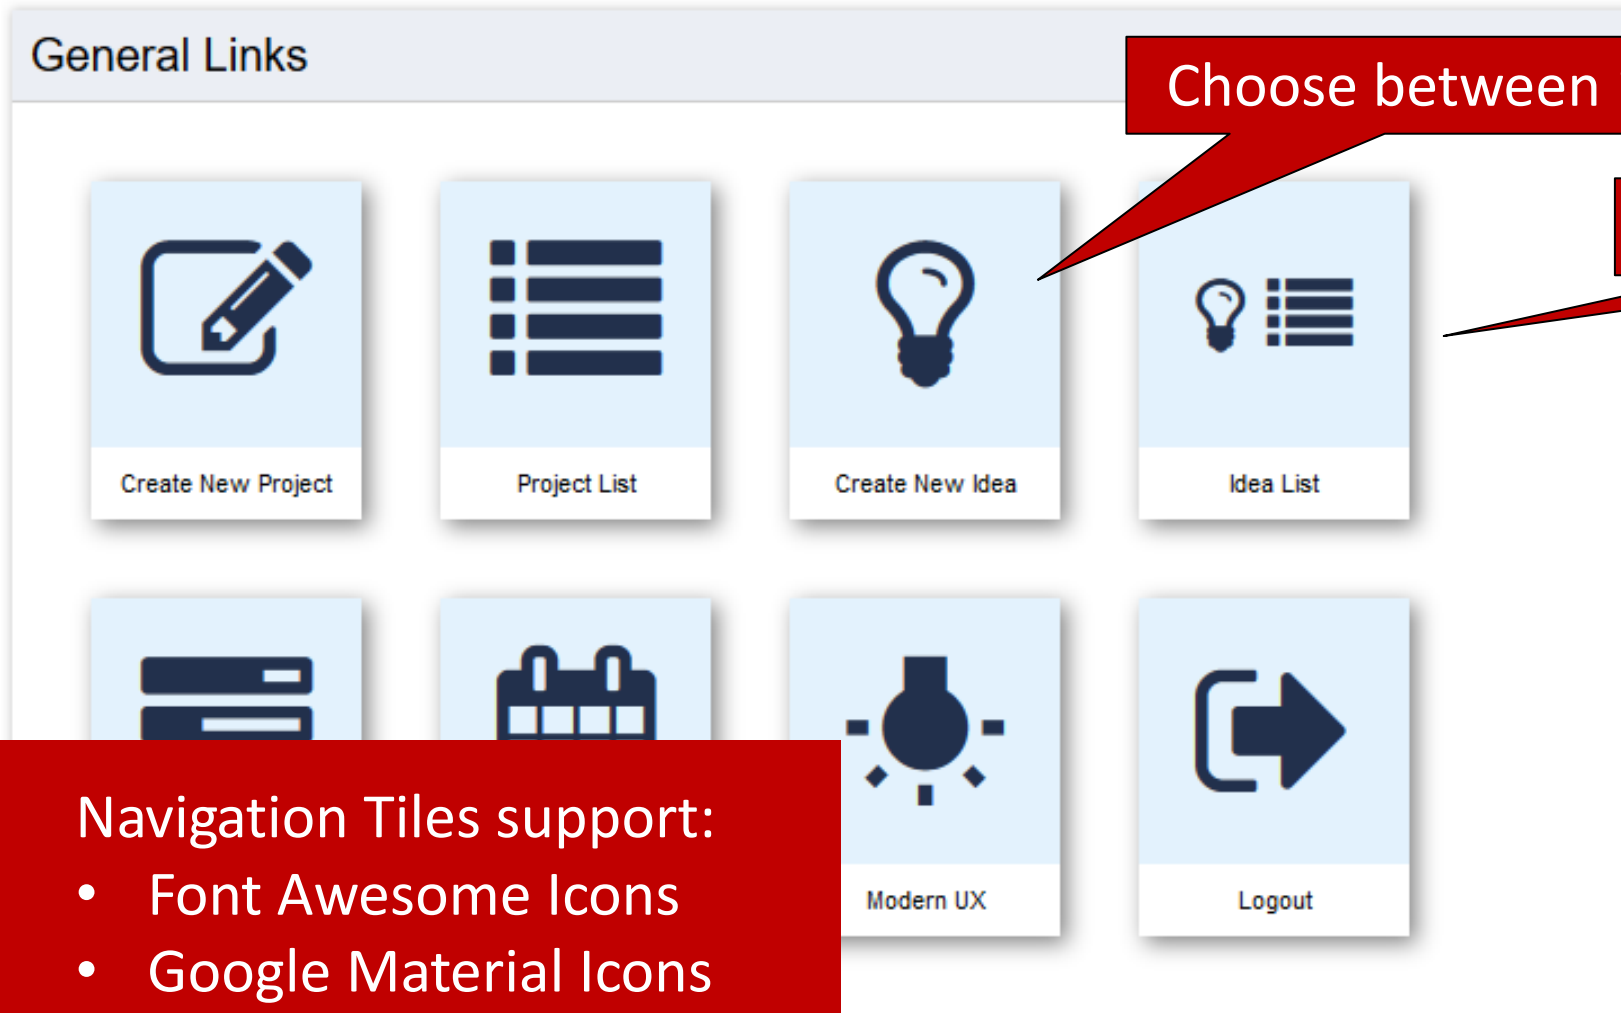 General Links
Choose between
Create New Project
Project List
Create New Idea
Idea List
Navigation Tiles support:
• Font Awesome Icons
• Google Material Icons
Modern UX
Logout